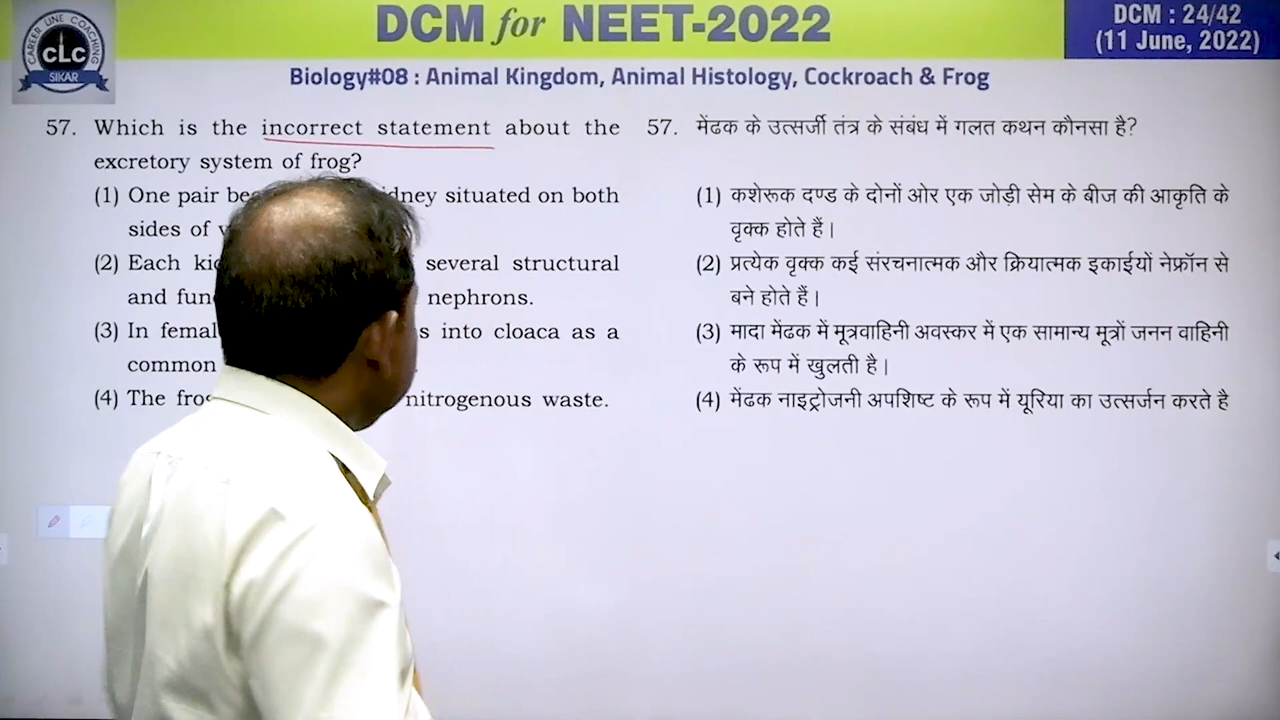 CAREER LINE COACHING
CLC
SIKAR
DCM for NEET-2022
DCM : 24/42
(11 June, 2022)
Biology#08 : Animal Kingdom, Animal Histology, Cockroach & Frog
57. Which is the incorrect statement about the
excretory system of frog?
(1) One pair idney situated on both
sides of
(2) Each several structural
and nephrons.
(3) In into cloaca as a
common
(4) The nitrogenous waste.
57. मेंढक के उत्सर्जी तंत्र के संबंध में गलत कथन कौनसा है?
(1) कशेरूक दण्ड के दोनों ओर एक जोड़ी सेम के बीज की आकृति के
वृक्क होते हैं।
(2) प्रत्येक वृक्क कई संरचनात्मक और क्रियात्मक इकाईयों नेफ्रॉन से
बने होते हैं।
(3) मादा मेंढक में मूत्रवाहिनी अवस्कर में एक सामान्य मूत्रों जनन वाहिनी
के रूप में खुलती है।
(4) मेंढक नाइट्रोजनी अपशिष्ट के रूप में यूरिया का उत्सर्जन करते है